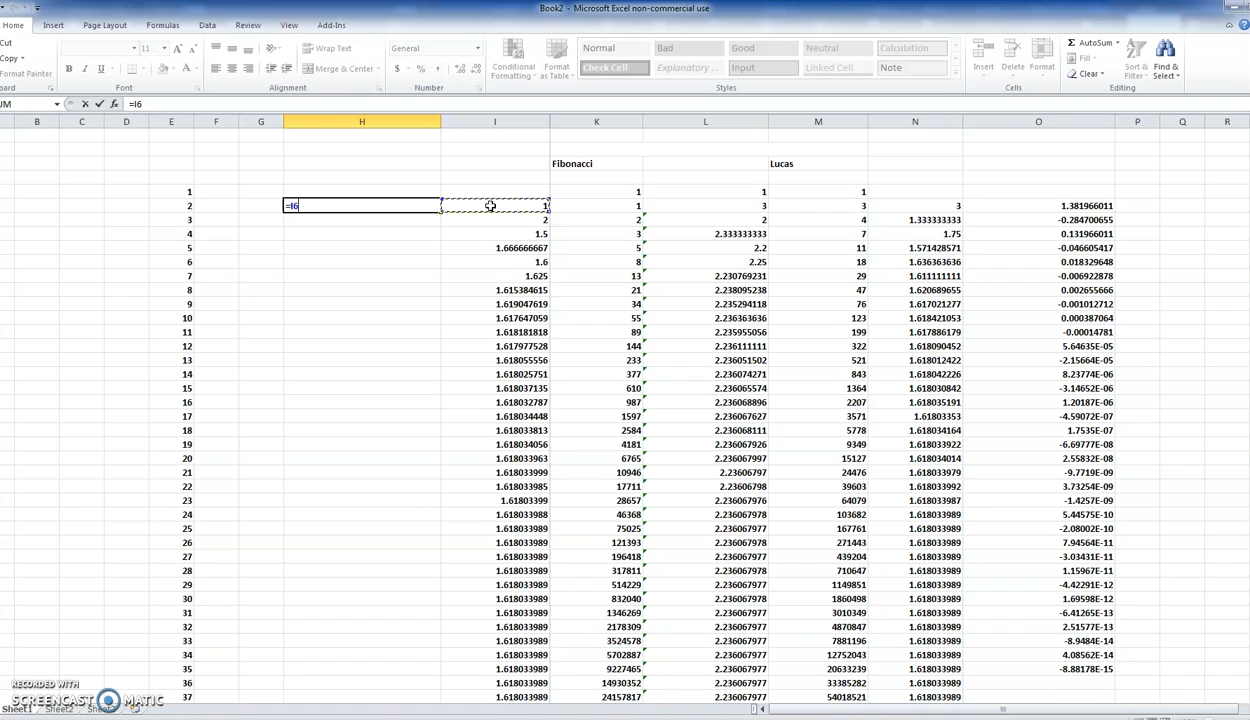 Book2 - Microsoft Excel non-commercial use
Home Insert Page Layout Formulas Data Review View Add-Ins
Cut
Copy
Format Painter
11
B I U
Wrap Text
Merge & Center
General
$ % ,
Conditional Formatting
Format as Table
Normal Bad Good Neutral Calculation
Check Cell Explanatory ... Input Linked Cell Note
Insert Delete Format
AutoSum
Fill
Clear
Sort & Filter
Find & Select
board Font Alignment Number Styles Cells Editing
UM fx =I6
B C D E F G H I K L M N O P Q R
Fibonacci Lucas
1 1 1 1
2 =I6 1 1 3 3 3 1.381966011
3 2 2 2 4 1.333333333 -0.284700655
4 1.5 3 2.333333333 7 1.75 0.131966011
5 1.666666667 5 2.2 11 1.571428571 -0.046605417
6 1.6 8 2.25 18 1.636363636 0.018329648
7 1.625 13 2.230769231 29 1.611111111 -0.006922878
8 1.615384615 21 2.238095238 47 1.620689655 0.002655666
9 1.619047619 34 2.235294118 76 1.617021277 -0.001012712
10 1.617647059 55 2.236363636 123 1.618421053 0.000387064
11 1.618181818 89 2.235955056 199 1.617886179 -0.00014781
12 1.617977528 144 2.236111111 322 1.618090452 5.64635E-05
13 1.618055556 233 2.236051502 521 1.618012422 -2.15664E-05
14 1.618025751 377 2.236074271 843 1.618042226 8.23774E-06
15 1.618037135 610 2.236065574 1364 1.618030842 -3.14652E-06
16 1.618032787 987 2.236068896 2207 1.618035191 1.20187E-06
17 1.618034448 1597 2.236067627 3571 1.61803353 -4.59072E-07
18 1.618033813 2584 2.236068111 5778 1.618034164 1.7535E-07
19 1.618034056 4181 2.236067926 9349 1.618033922 -6.69777E-08
20 1.618033963 6765 2.236067997 15127 1.618034014 2.55832E-08
21 1.618033999 10946 2.23606797 24476 1.618033979 -9.7719E-09
22 1.618033985 17711 2.23606798 39603 1.618033992 3.73254E-09
23 1.61803399 28657 2.236067976 64079 1.618033987 -1.4257E-09
24 1.618033988 46368 2.236067978 103682 1.618033989 5.44575E-10
25 1.618033989 75025 2.236067977 167761 1.618033989 -2.08002E-10
26 1.618033989 121393 2.236067978 271443 1.618033989 7.94564E-11
27 1.618033989 196418 2.236067977 439204 1.618033989 -3.03431E-11
28 1.618033989 317811 2.236067978 710647 1.618033989 1.15967E-11
29 1.618033989 514229 2.236067977 1149851 1.618033989 -4.42291E-12
30 1.618033989 832040 2.236067977 1860498 1.618033989 1.69598E-12
31 1.618033989 1346269 2.236067977 3010349 1.618033989 -6.41265E-13
32 1.618033989 2178309 2.236067977 4870847 1.618033989 2.51577E-13
33 1.618033989 3524578 2.236067977 7881196 1.618033989 -8.9484E-14
34 1.618033989 5702887 2.236067977 12752043 1.618033989 4.08562E-14
35 1.618033989 9227465 2.236067977 20633239 1.618033989 -8.88178E-15
36 1.618033989 14930352 2.236067977 33385282 1.618033989
37 1.618033989 24157817 2.236067977 54018521 1.618033989
RECORDED WITH
SCREENCAST MATIC
Sheet1 Sheet2 Sheet3